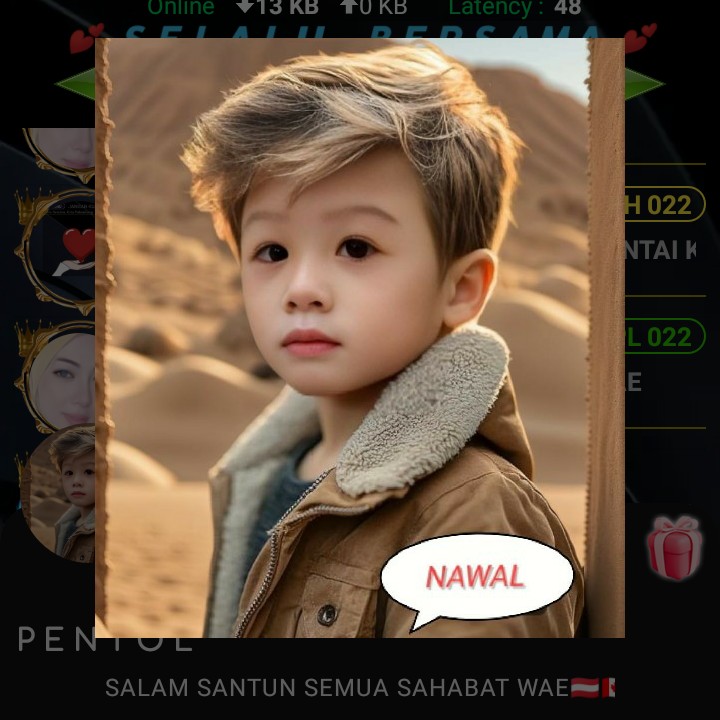 Online 13 KB 0 KB Latency : 48
SELALU BERSAMA
H 022
NTAI K
L 022
E
NAWAL
PENTOL
SALAM SANTUN SEMUA SAHABAT WAE